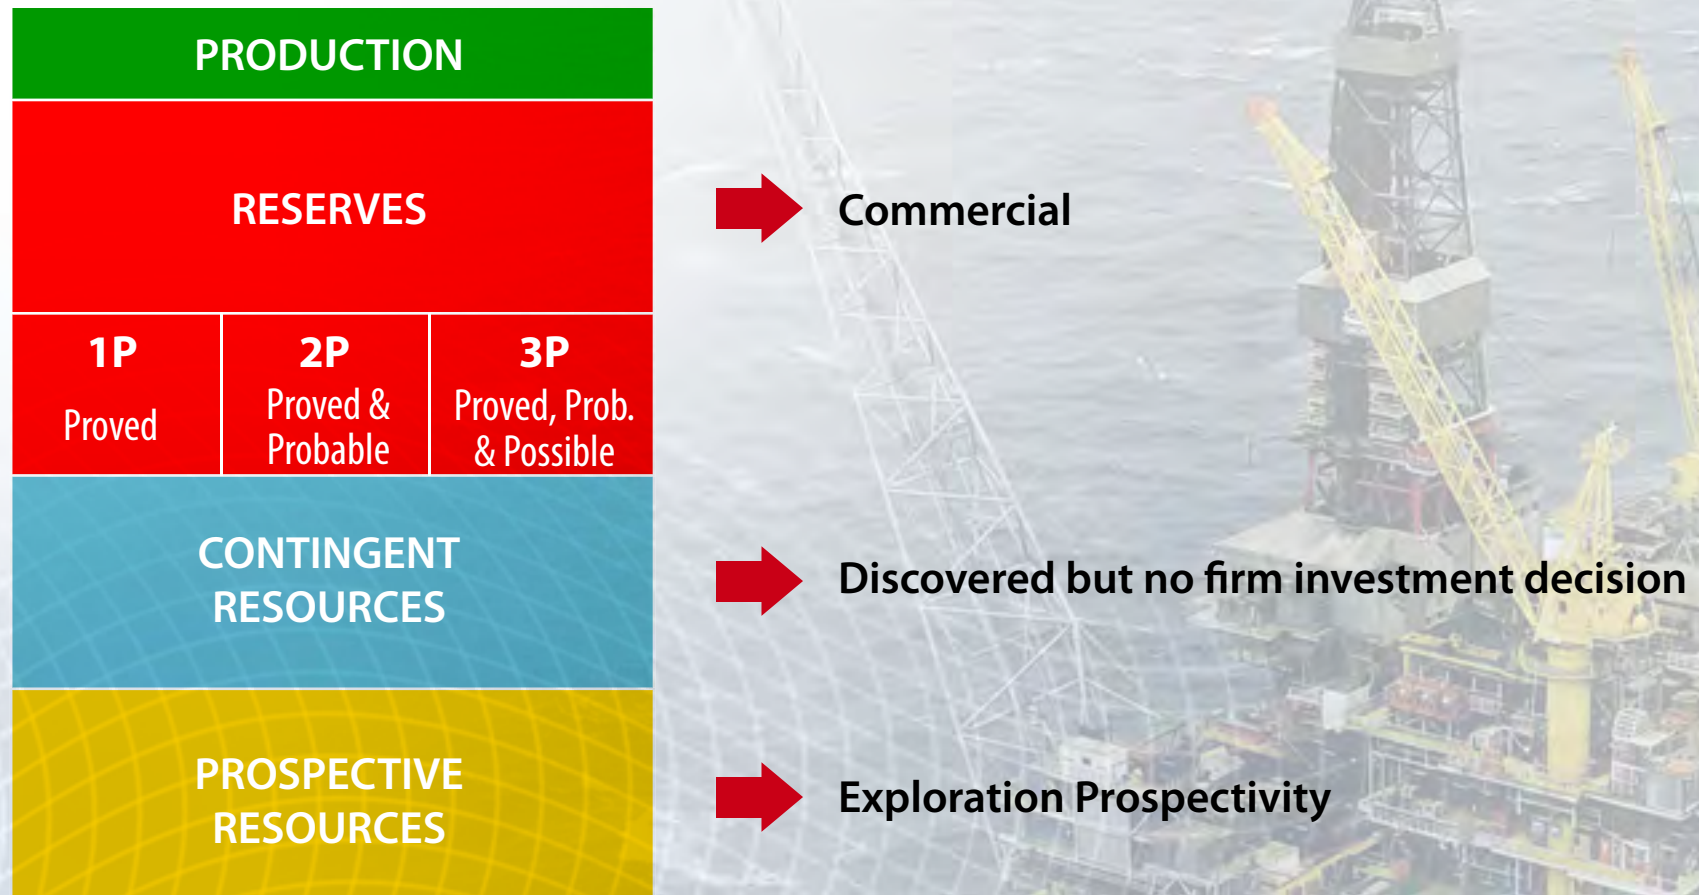 PRODUCTION
RESERVES
Commercial
1P
Proved
2P
Proved &
Probable
3P
Proved, Prob.
& Possible
CONTINGENT
RESOURCES
Discovered but no firm investment decision
PROSPECTIVE
RESOURCES
Exploration Prospectivity